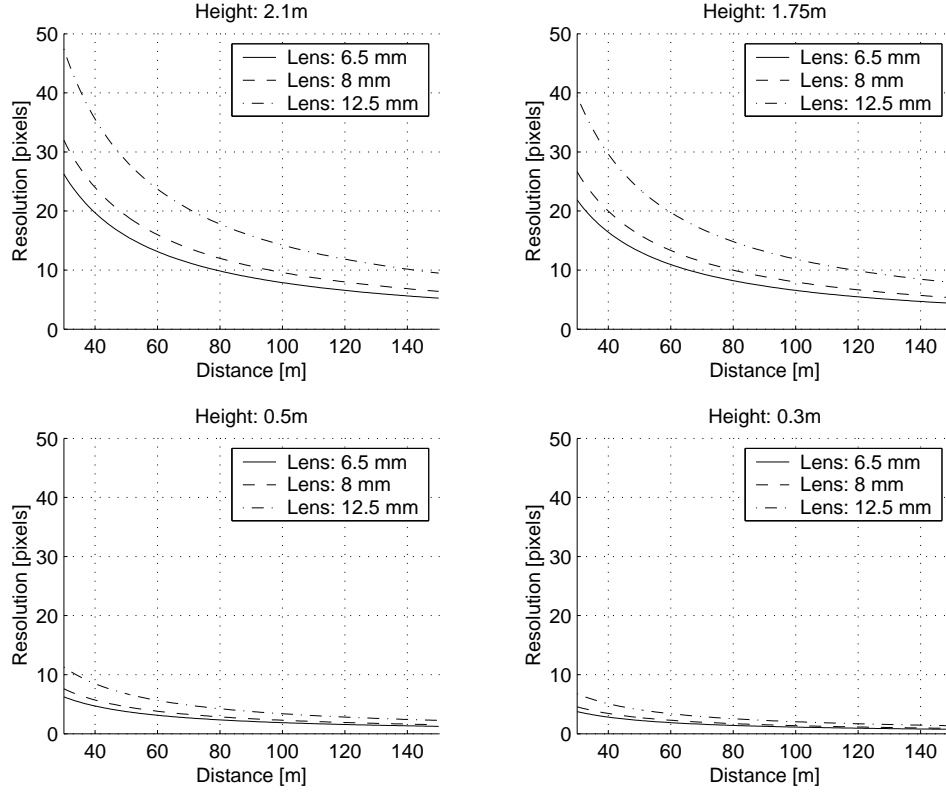 Height: 2.1m
50
40
30
20
10
0
Resolution [pixels]
Lens: 6.5 mm
Lens: 8 mm
Lens: 12.5 mm
40 60 80 100 120 140
Distance [m]
Height: 1.75m
50
40
30
20
10
0
Resolution [pixels]
Lens: 6.5 mm
Lens: 8 mm
Lens: 12.5 mm
40 60 80 100 120 140
Distance [m]
Height: 0.5m
50
40
30
20
10
0
Resolution [pixels]
Lens: 6.5 mm
Lens: 8 mm
Lens: 12.5 mm
40 60 80 100 120 140
Distance [m]
Height: 0.3m
50
40
30
20
10
0
Resolution [pixels]
Lens: 6.5 mm
Lens: 8 mm
Lens: 12.5 mm
40 60 80 100 120 140
Distance [m]